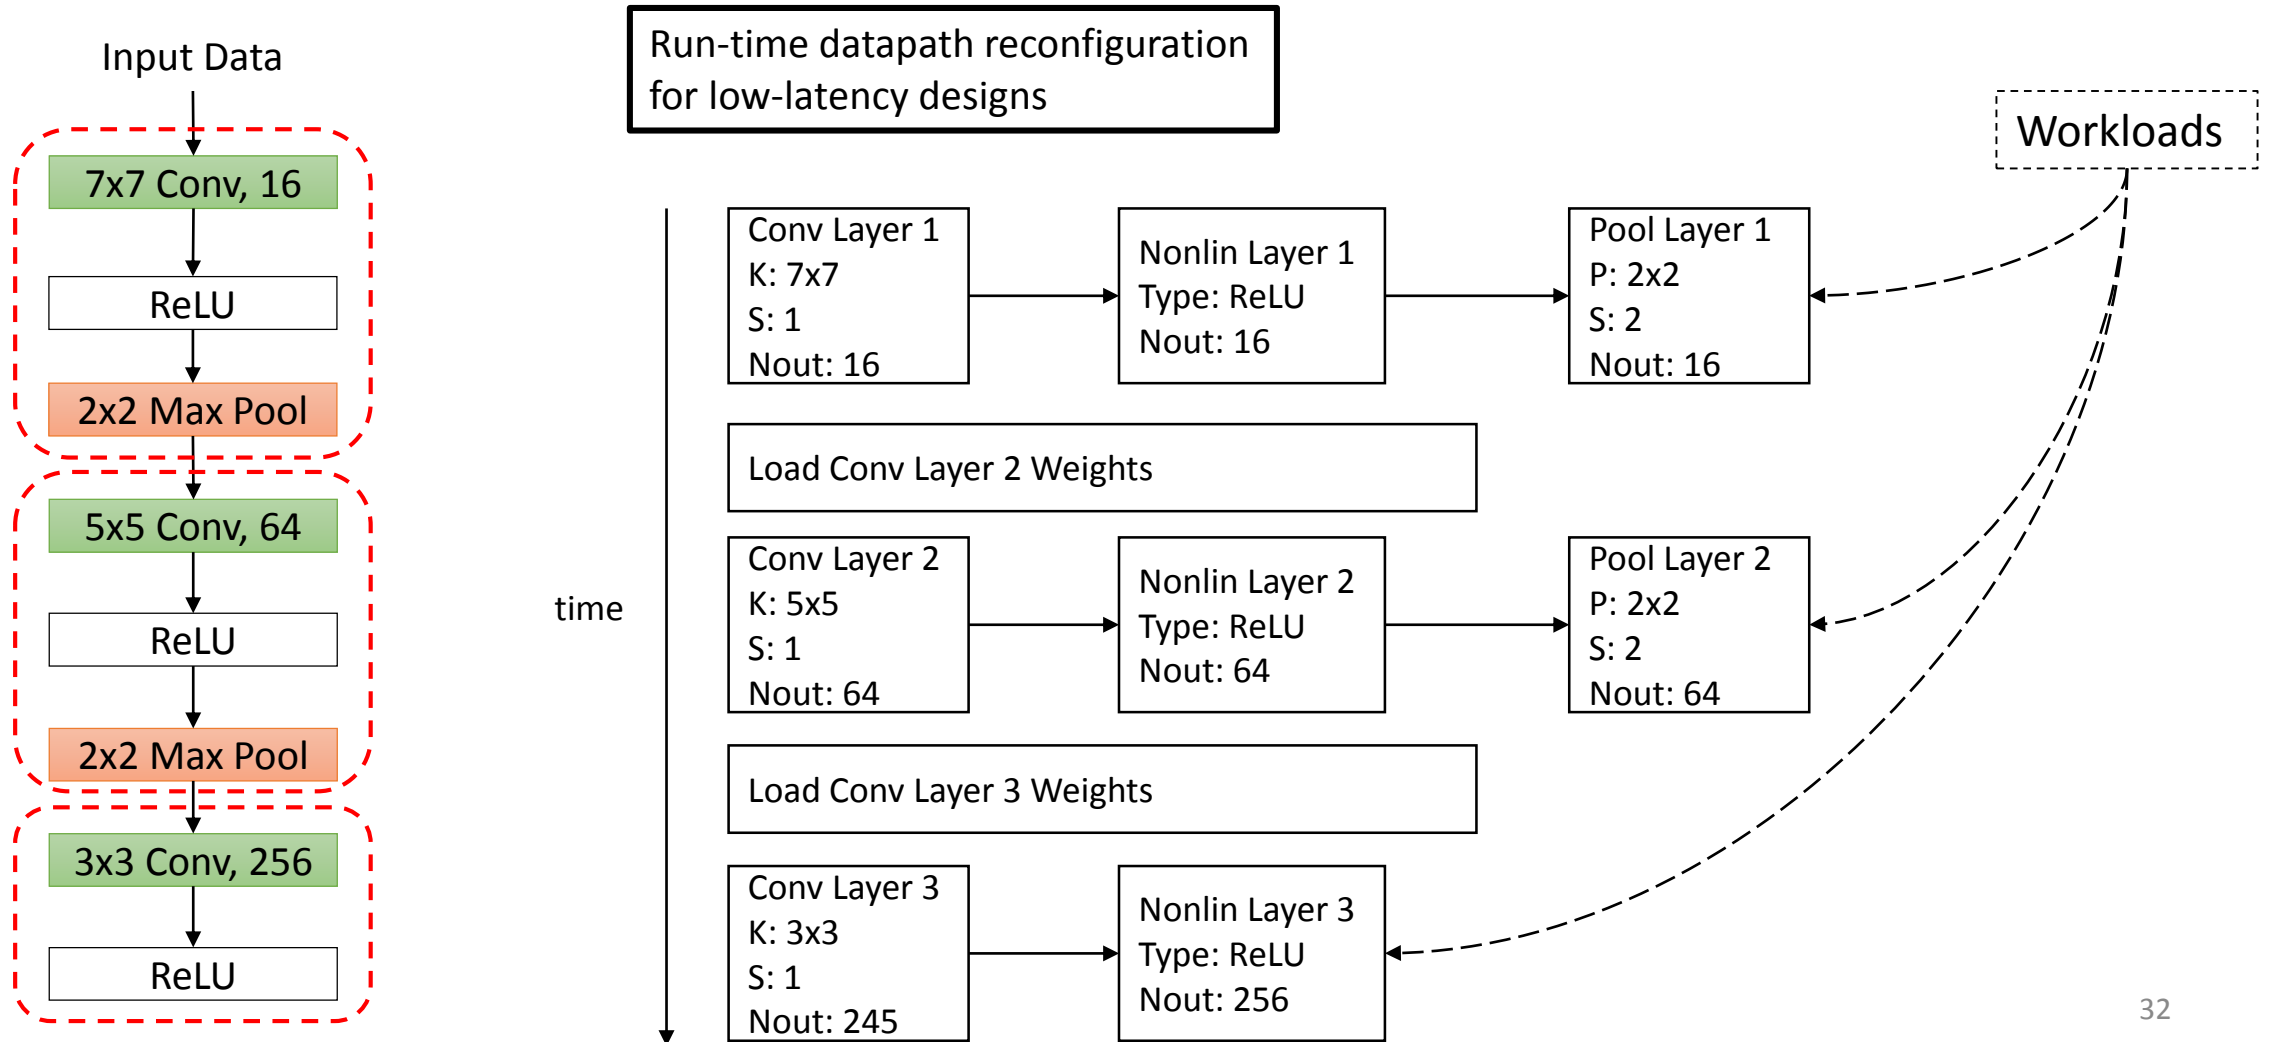 Input Data
7x7 Conv, 16
ReLU
2x2 Max Pool
5x5 Conv, 64
ReLU
2x2 Max Pool
3x3 Conv, 256
ReLU
Run-time datapath reconfiguration
for low-latency designs
Workloads
time
Conv Layer 1
K: 7x7
S: 1
Nout: 16
Nonlin Layer 1
Type: ReLU
Nout: 16
Pool Layer 1
P: 2x2
S: 2
Nout: 16
Load Conv Layer 2 Weights
Conv Layer 2
K: 5x5
S: 1
Nout: 64
Nonlin Layer 2
Type: ReLU
Nout: 64
Pool Layer 2
P: 2x2
S: 2
Nout: 64
Load Conv Layer 3 Weights
Conv Layer 3
K: 3x3
S: 1
Nout: 245
Nonlin Layer 3
Type: ReLU
Nout: 256
32